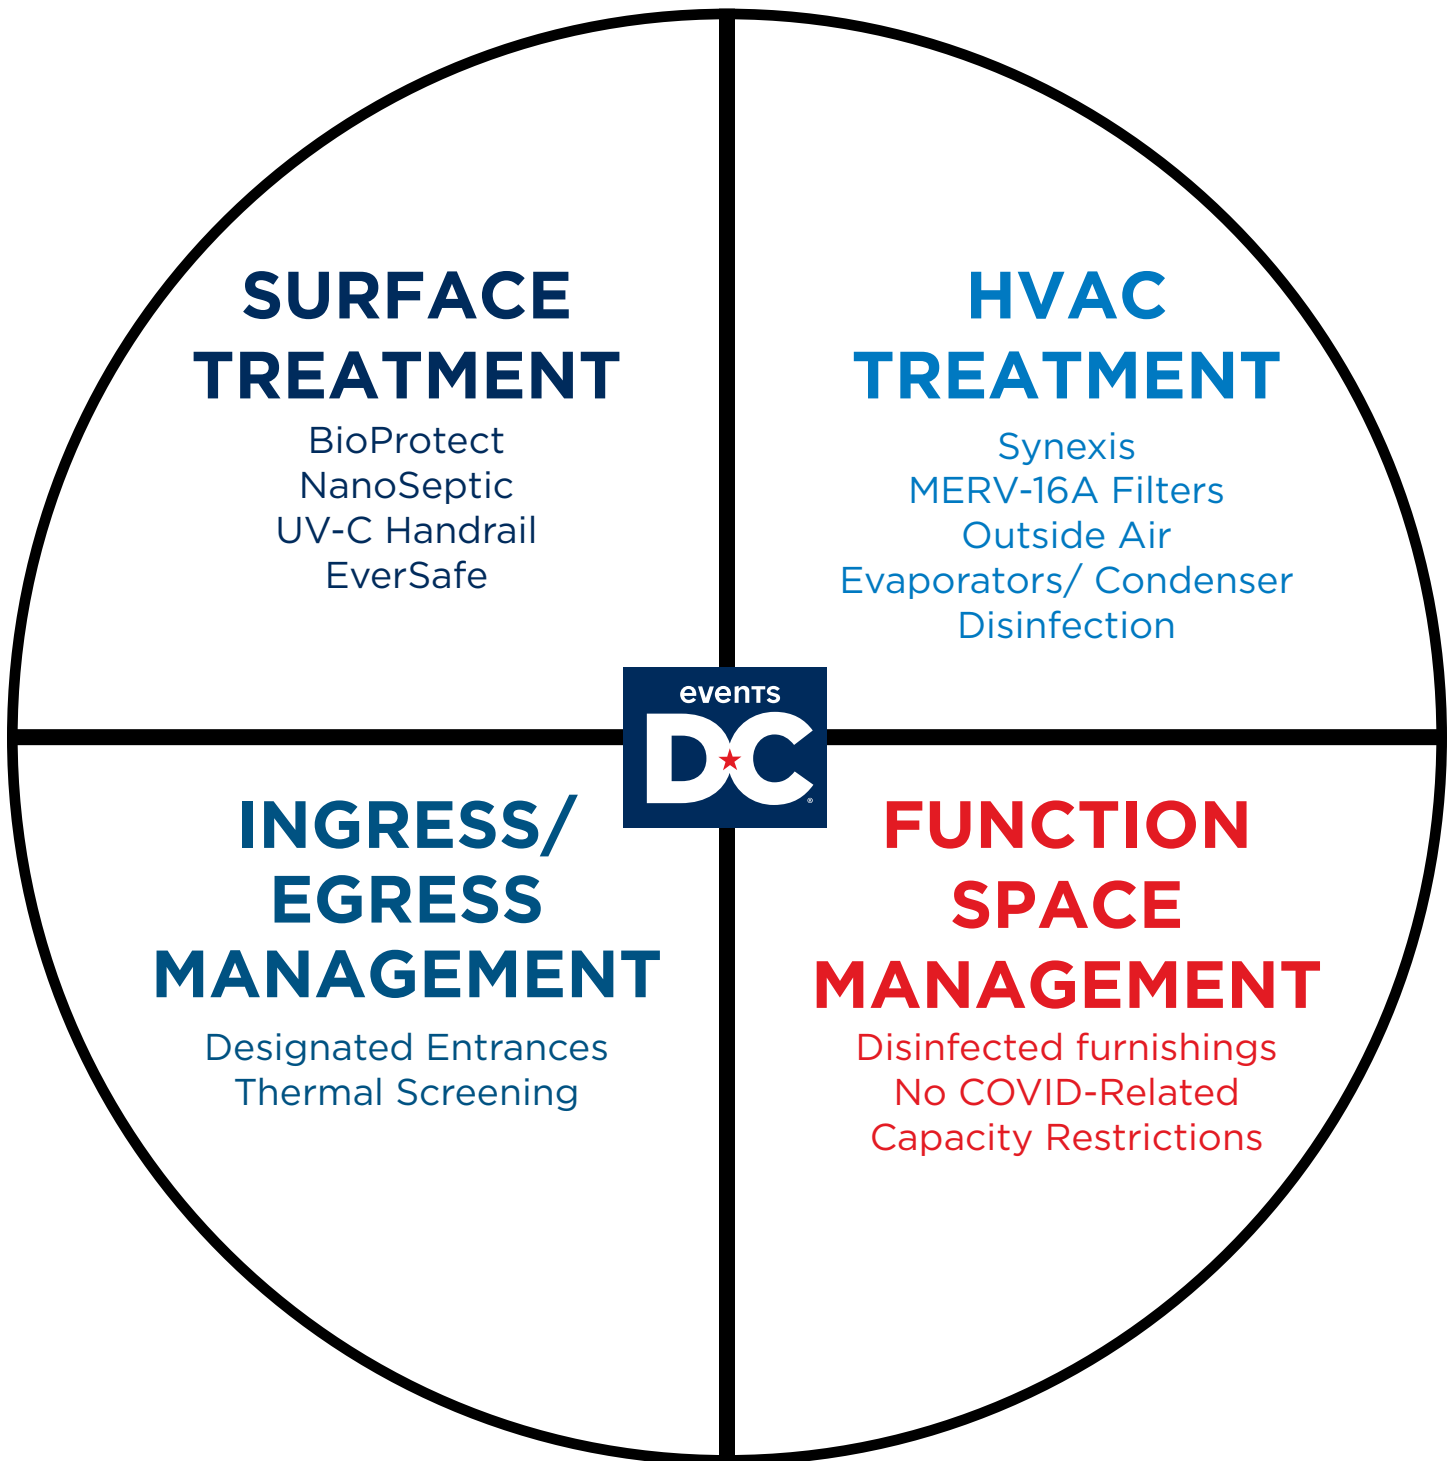 SURFACE
TREATMENT
BioProtect
NanoSeptic
UV-C Handrail
EverSafe
HVAC
TREATMENT
Synexis
MERV-16A Filters
Outside Air
Evaporators/ Condenser
Disinfection
events
DC
®
INGRESS/
EGRESS
MANAGEMENT
Designated Entrances
Thermal Screening
FUNCTION
SPACE
MANAGEMENT
Disinfected furnishings
No COVID-Related
Capacity Restrictions